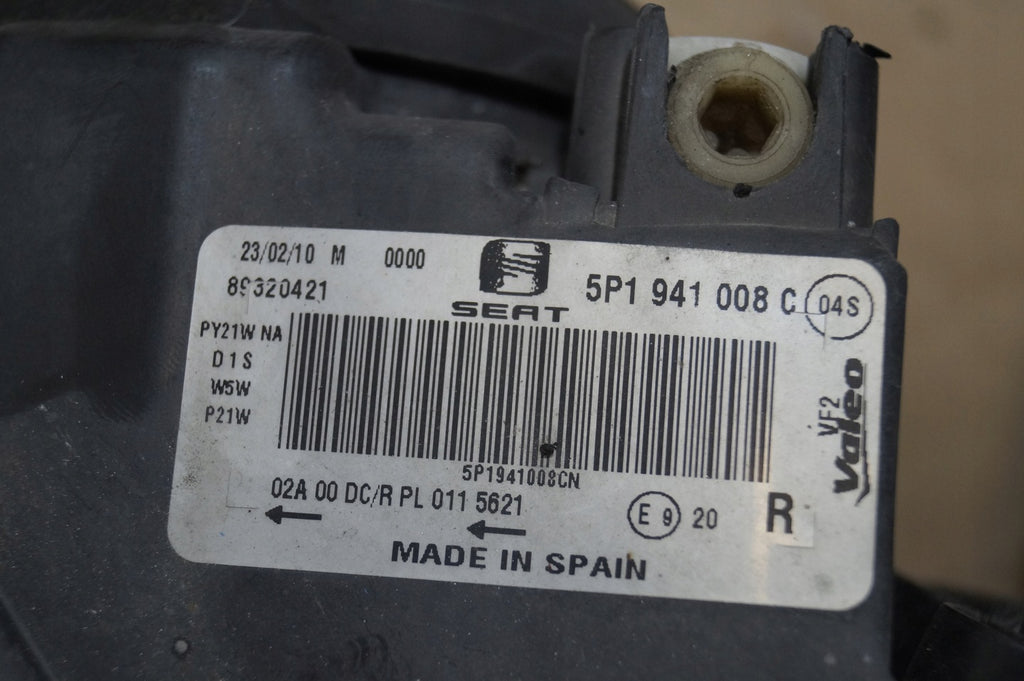 23/02/10 M 0000
89320421
SEAT
5P1 941 008 C 04S
PY21W NA
D1S
W5W
P21W
VF2
Valeo
5P1941008CN
02A 00 DC/R PL 011 5621
E 9 20 R
MADE IN SPAIN